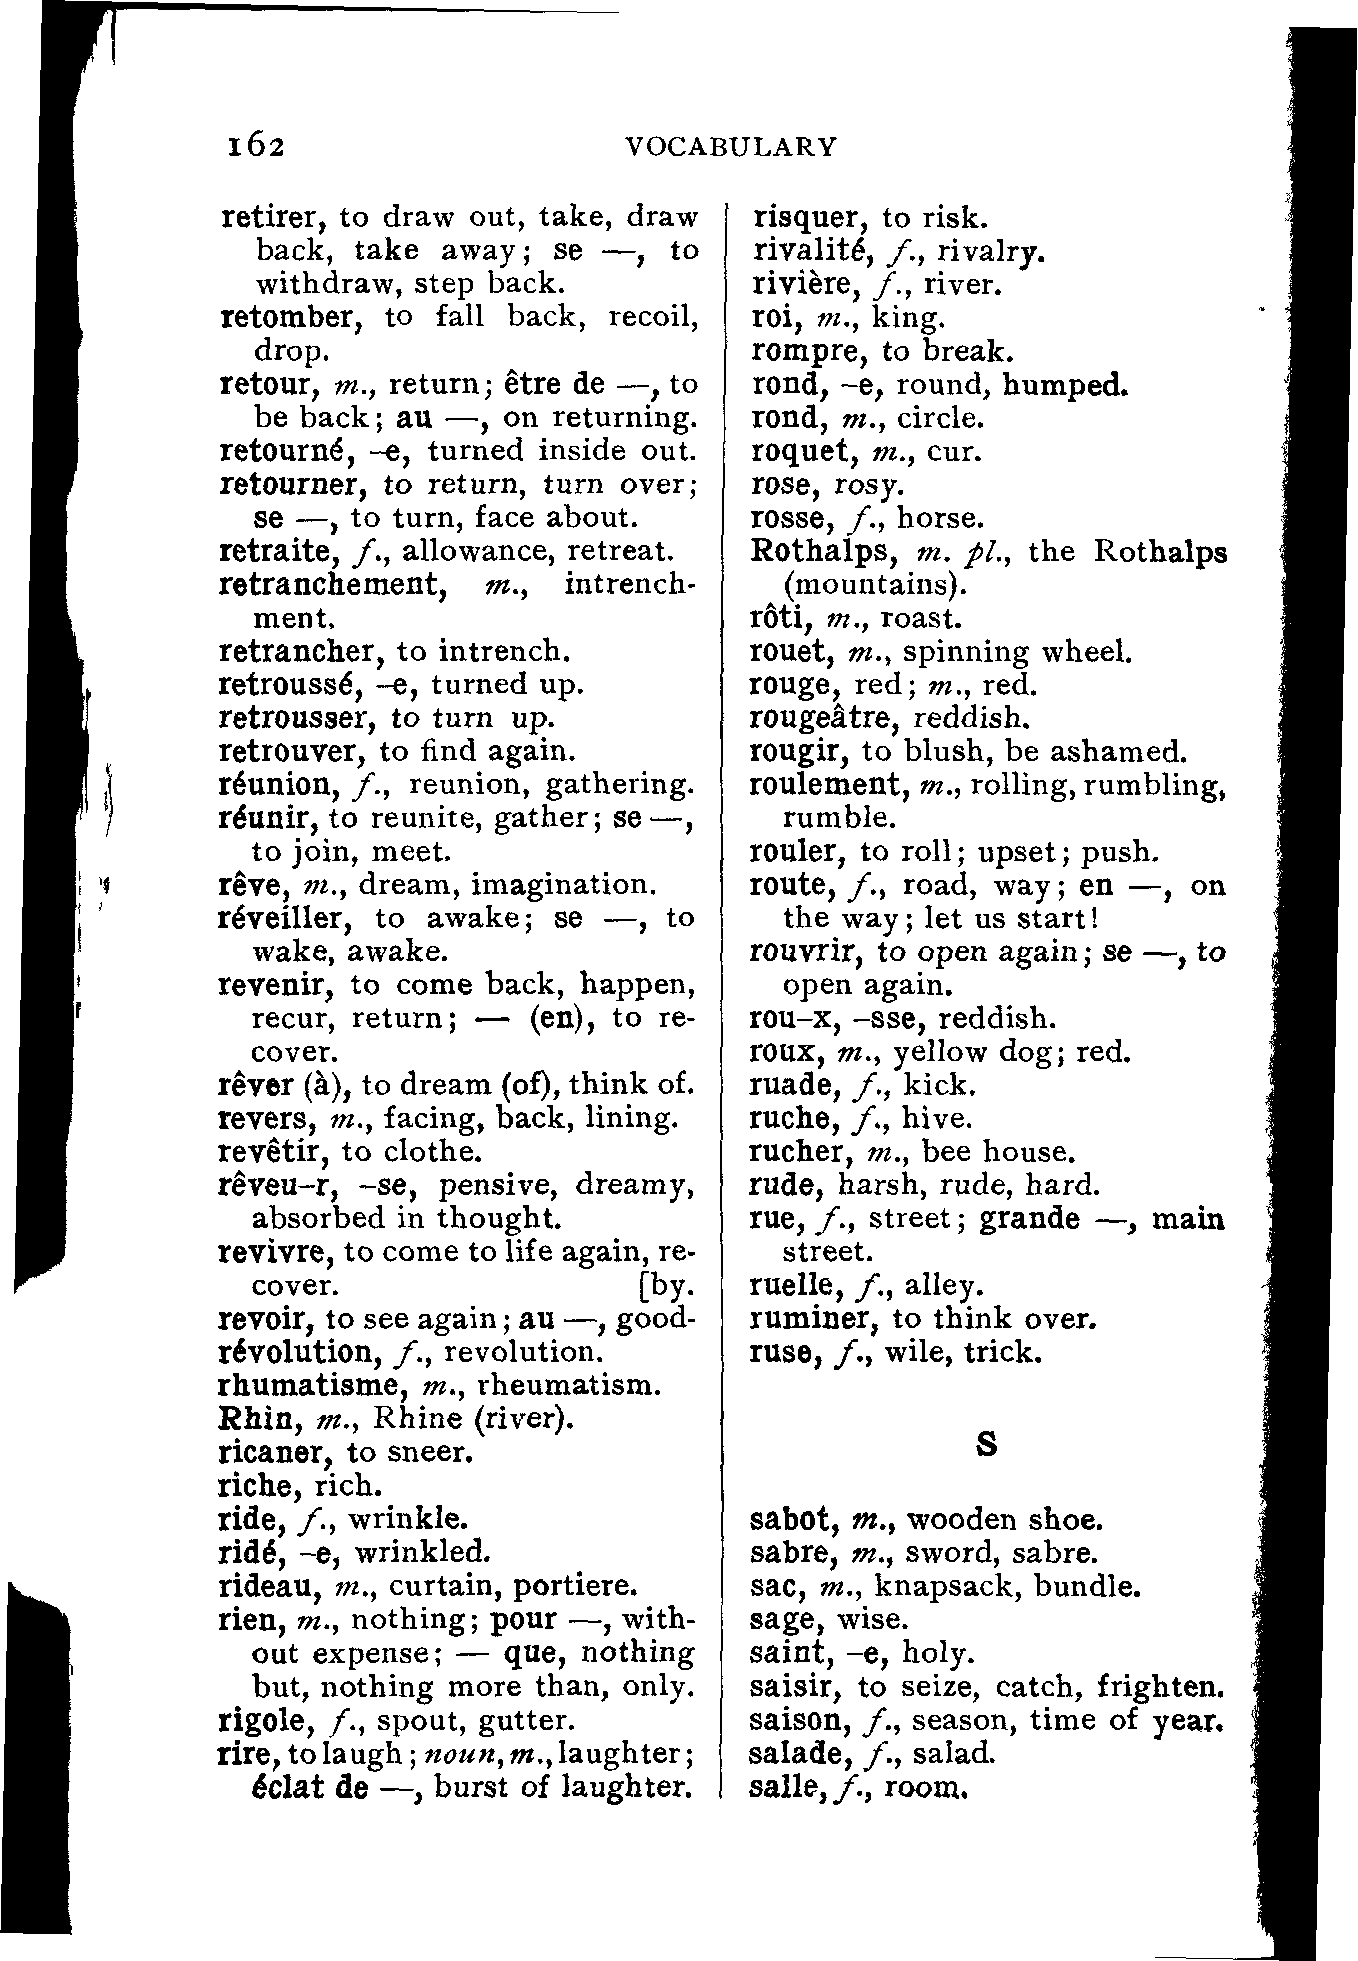 162
VOCABULARY
retirer, to draw out, take, draw
back, take away; se —, to
withdraw, step back.
retomber, to fall back, recoil,
drop.
retour, m., return; être de —, to
be back; au —, on returning.
retourné, –e, turned inside out.
retourner, to return, turn over;
se —, to turn, face about.
retraite, f., allowance, retreat.
retranchement, m., intrench-
ment.
retrancher, to intrench.
retroussé, –e, turned up.
retrousser, to turn up.
retrouver, to find again.
réunion, f., reunion, gathering.
réunir, to reunite, gather; se —,
to join, meet.
rêve, m., dream, imagination.
réveiller, to awake; se —, to
wake, awake.
revenir, to come back, happen,
recur, return; — (en), to re-
cover.
rêver (à), to dream (of), think of.
revers, m., facing, back, lining.
revêtir, to clothe.
rêveu–r, –se, pensive, dreamy,
absorbed in thought.
revivre, to come to life again, re-
cover. [by.
revoir, to see again; au —, good-
révolution, f., revolution.
rhumatisme, m., rheumatism.
Rhin, m., Rhine (river).
ricaner, to sneer.
riche, rich.
ride, f., wrinkle.
ridé, –e, wrinkled.
rideau, m., curtain, portiere.
rien, m., nothing; pour —, with-
out expense; — que, nothing
but, nothing more than, only.
rigole, f., spout, gutter.
rire, to laugh; noun, m., laughter;
éclat de —, burst of laughter.
risquer, to risk.
rivalité, f., rivalry.
rivière, f., river.
roi, m., king.
rompre, to break.
rond, –e, round, humped.
rond, m., circle.
roquet, m., cur.
rose, rosy.
rosse, f., horse.
Rothalps, m. pl., the Rothalps
(mountains).
rôti, m., roast.
rouet, m., spinning wheel.
rouge, red; m., red.
rougeâtre, reddish.
rougir, to blush, be ashamed.
roulement, m., rolling, rumbling,
rumble.
rouler, to roll; upset; push.
route, f., road, way; en —, on
the way; let us start!
rouvrir, to open again; se —, to
open again.
rou–x, –sse, reddish.
roux, m., yellow dog; red.
ruade, f., kick.
ruche, f., hive.
rucher, m., bee house.
rude, harsh, rude, hard.
rue, f., street; grande —, main
street.
ruelle, f., alley.
ruminer, to think over.
ruse, f., wile, trick.
S
sabot, m., wooden shoe.
sabre, m., sword, sabre.
sac, m., knapsack, bundle.
sage, wise.
saint, –e, holy.
saisir, to seize, catch, frighten.
saison, f., season, time of year.
salade, f., salad.
salle, f., room.